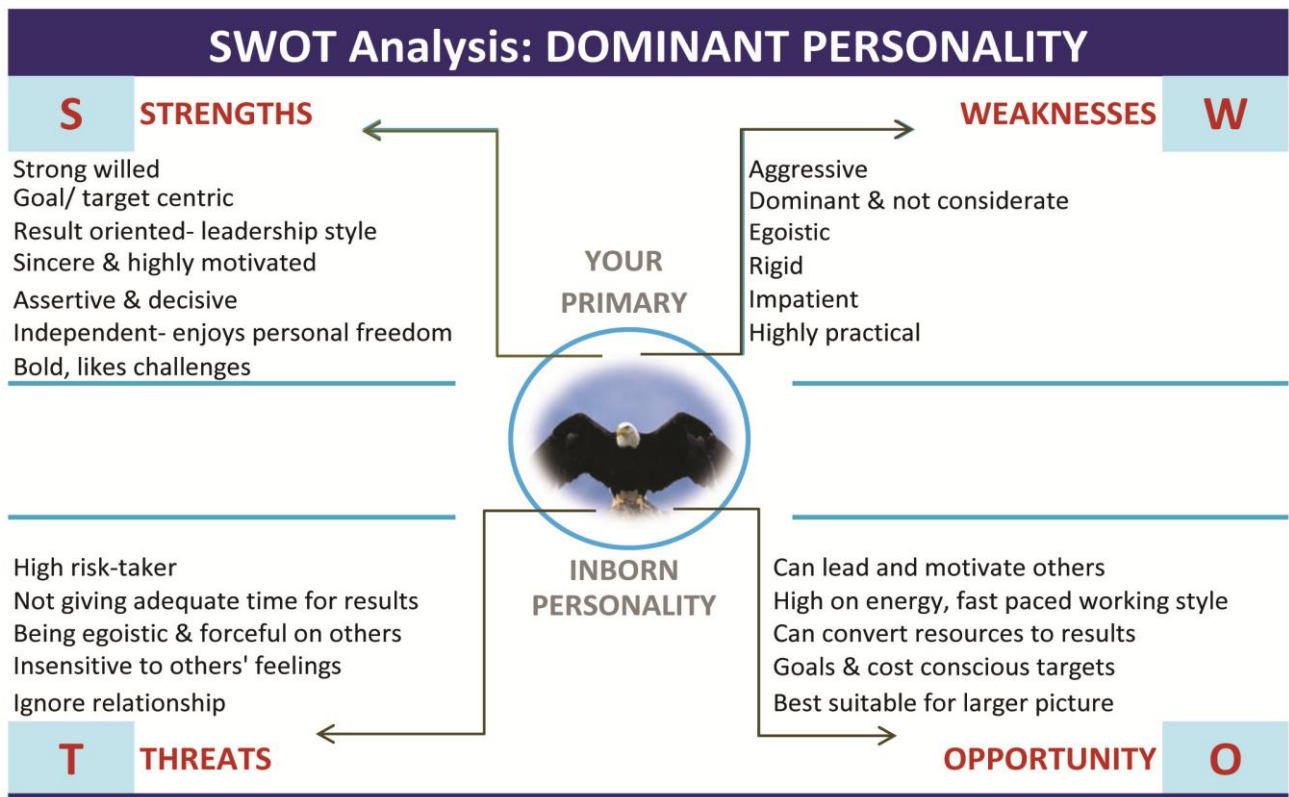 SWOT Analysis: DOMINANT PERSONALITY
S STRENGTHS
Strong willed
Goal/ target centric
Result oriented- leadership style
Sincere & highly motivated
Assertive & decisive
Independent- enjoys personal freedom
Bold, likes challenges
WEAKNESSES W
Aggressive
Dominant & not considerate
Egoistic
Rigid
Impatient
Highly practical
YOUR
PRIMARY
INBORN
PERSONALITY
High risk-taker
Not giving adequate time for results
Being egoistic & forceful on others
Insensitive to others' feelings
Ignore relationship
T THREATS
Can lead and motivate others
High on energy, fast paced working style
Can convert resources to results
Goals & cost conscious targets
Best suitable for larger picture
OPPORTUNITY O